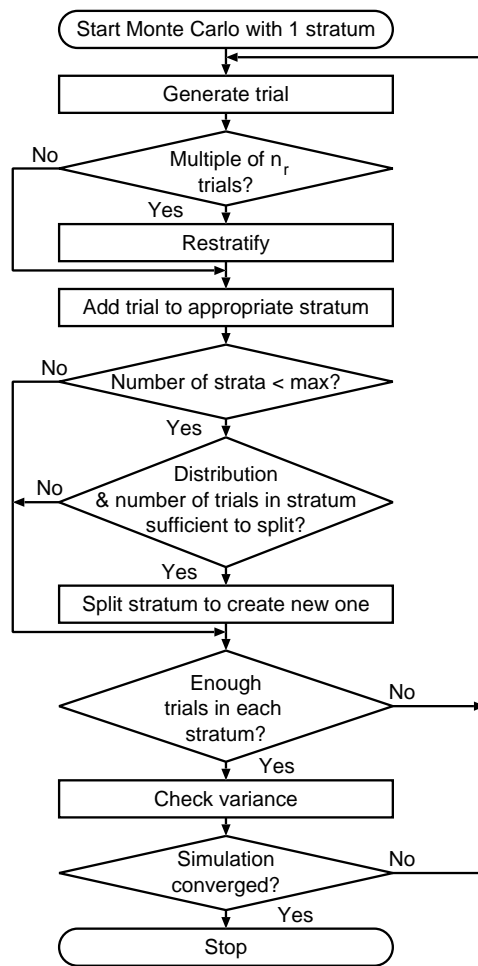 Start Monte Carlo with 1 stratum
Generate trial
No
Multiple of n_r
trials?
Yes
Restratify
Add trial to appropriate stratum
No
Number of strata < max?
Yes
Distribution
No
& number of trials in stratum
sufficient to split?
Yes
Split stratum to create new one
Enough
No
trials in each
stratum?
Yes
Check variance
Simulation
No
converged?
Yes
Stop